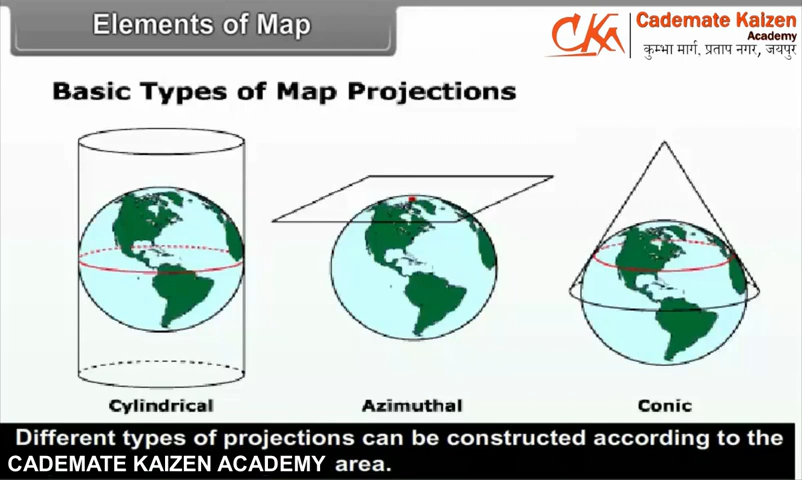 Elements of Map
CKA
Cademate Kaizen
Academy
कुम्भा मार्ग, प्रताप नगर, जयपुर
Basic Types of Map Projections
Cylindrical
Azimuthal
Conic
Different types of projections can be constructed according to the
CADEMATE KAIZEN ACADEMY area.